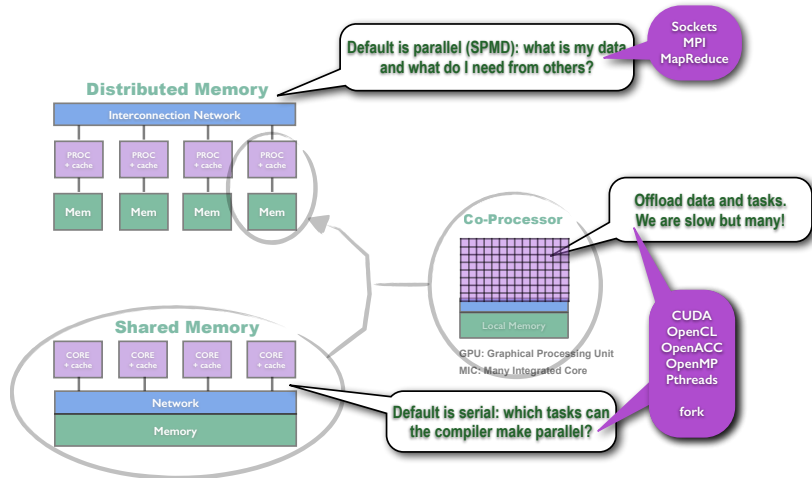 Default is parallel (SPMD): what is my data
and what do I need from others?
Sockets
MPI
MapReduce
Distributed Memory
Interconnection Network
PROC
+ cache
PROC
+ cache
PROC
+ cache
PROC
+ cache
Mem
Mem
Mem
Mem
Offload data and tasks.
We are slow but many!
Co-Processor
Local Memory
GPU: Graphical Processing Unit
MIC: Many Integrated Core
CUDA
OpenCL
OpenACC
OpenMP
Pthreads
fork
Shared Memory
CORE
+ cache
CORE
+ cache
CORE
+ cache
CORE
+ cache
Network
Memory
Default is serial: which tasks can
the compiler make parallel?